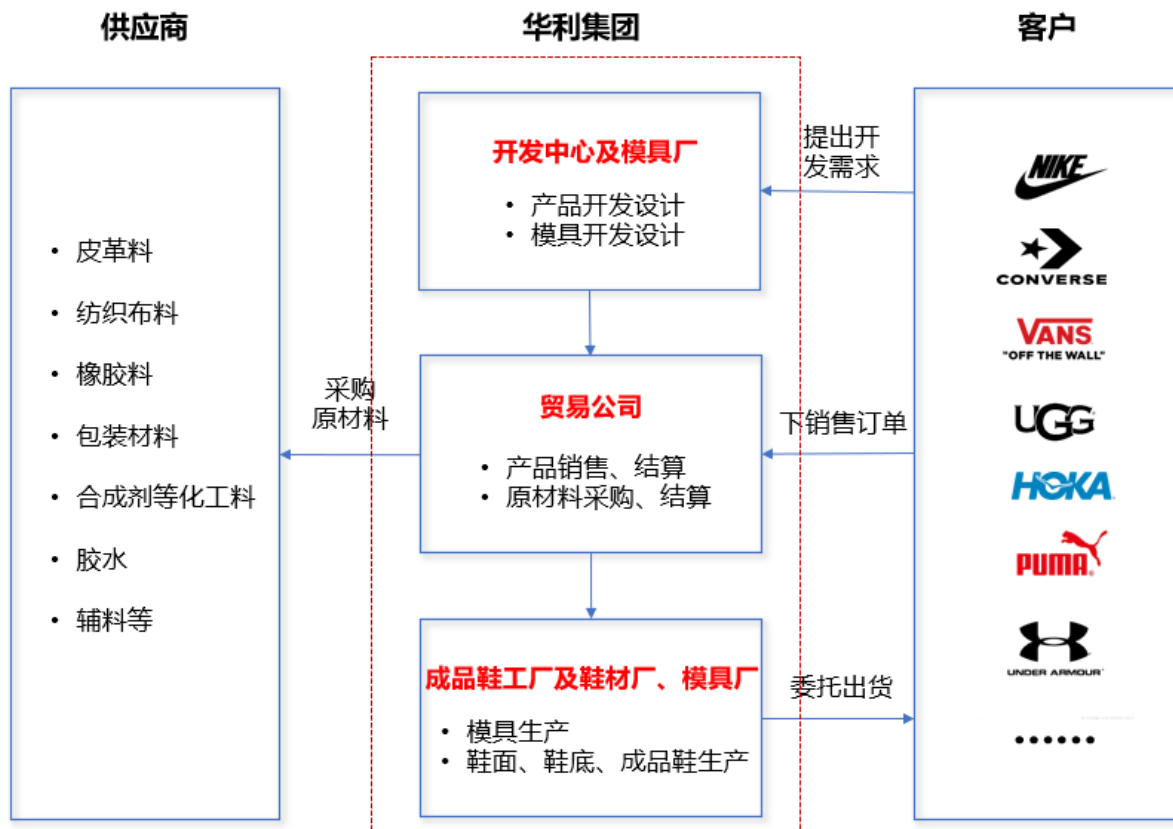 供应商
华利集团
客户
• 皮革料
• 纺织布料
• 橡胶料
• 包装材料
• 合成剂等化工料
• 胶水
• 辅料等
采购
原材料
开发中心及模具厂
• 产品开发设计
• 模具开发设计
贸易公司
• 产品销售、结算
• 原材料采购、结算
成品鞋工厂及鞋材厂、模具厂
• 模具生产
• 鞋面、鞋底、成品鞋生产
提出开
发需求
下销售订单
委托出货
NIKE
CONVERSE
VANS
"OFF THE WALL"
UGG
HOKA
PUMA
UNDER ARMOUR
······